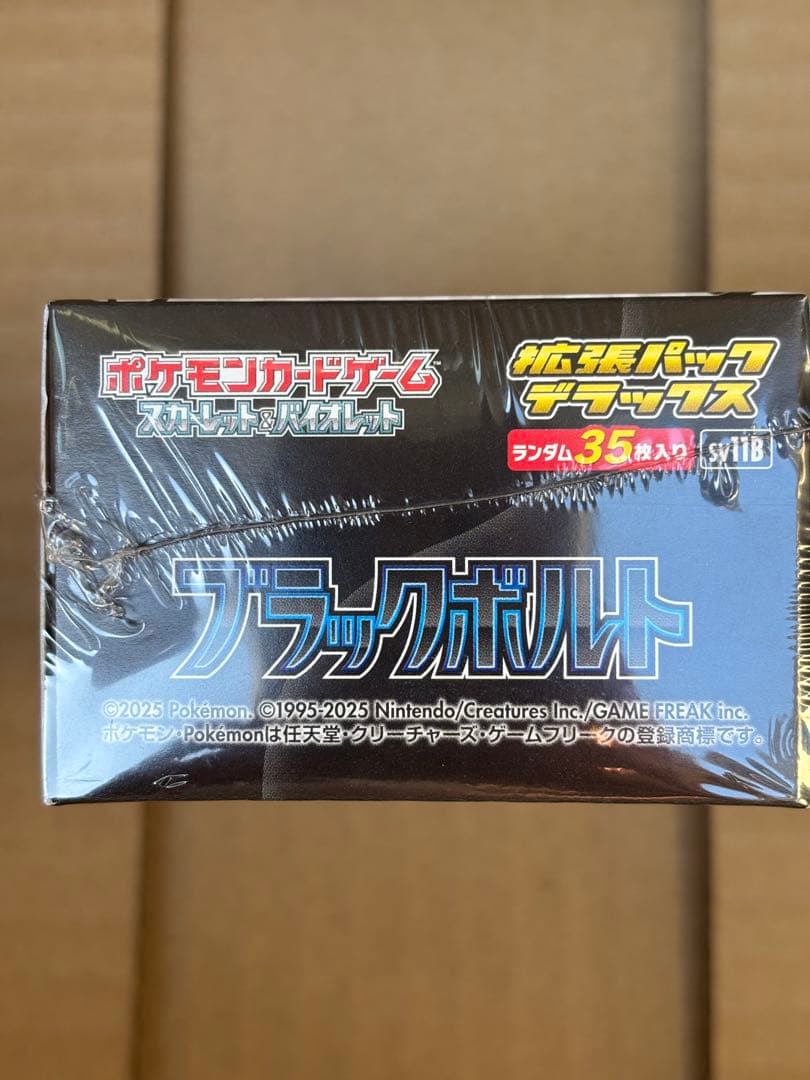 ポケモンカードゲーム™
スカーレット&バイオレット
拡張パック
デラックス
ランダム35枚入り
sv11B
ブラックボルト
©2025 Pokémon. ©1995-2025 Nintendo/Creatures Inc./GAME FREAK inc.
ポケモン・Pokémonは任天堂・クリーチャーズ・ゲームフリークの登録商標です。